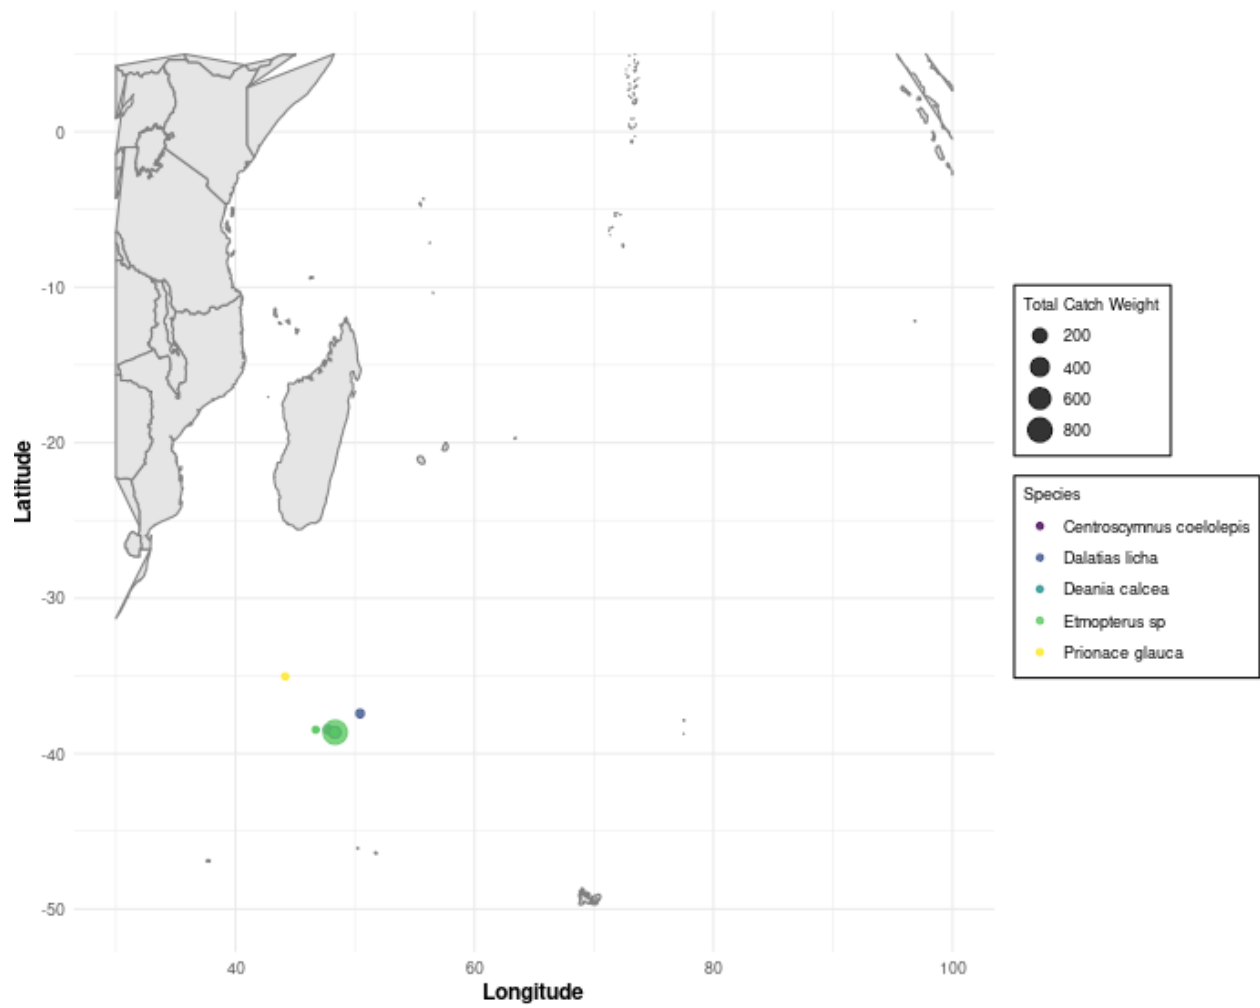 0
-10
-20
-30
-40
-50
Latitude
40
60
80
100
Longitude
Total Catch Weight
200
400
600
800
Species
Centroscymnus coelolepis
Dalatias licha
Deania calcea
Etmopterus sp
Prionace glauca